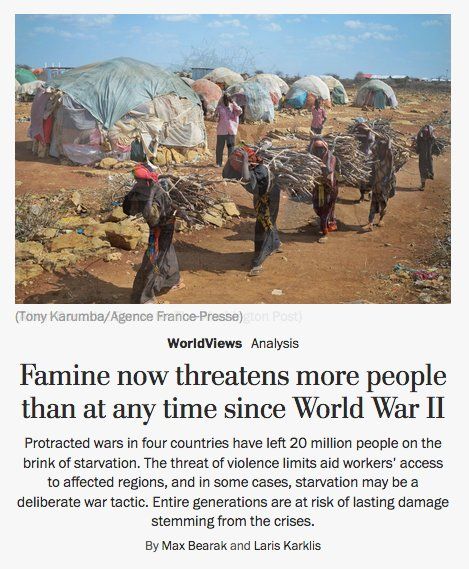 (Tony Karumba/Agence France-Presse)ngton Post)
WorldViews Analysis
Famine now threatens more people
than at any time since World War II
Protracted wars in four countries have left 20 million people on the
brink of starvation. The threat of violence limits aid workers' access
to affected regions, and in some cases, starvation may be a
deliberate war tactic. Entire generations are at risk of lasting damage
stemming from the crises.
By Max Bearak and Laris Karklis